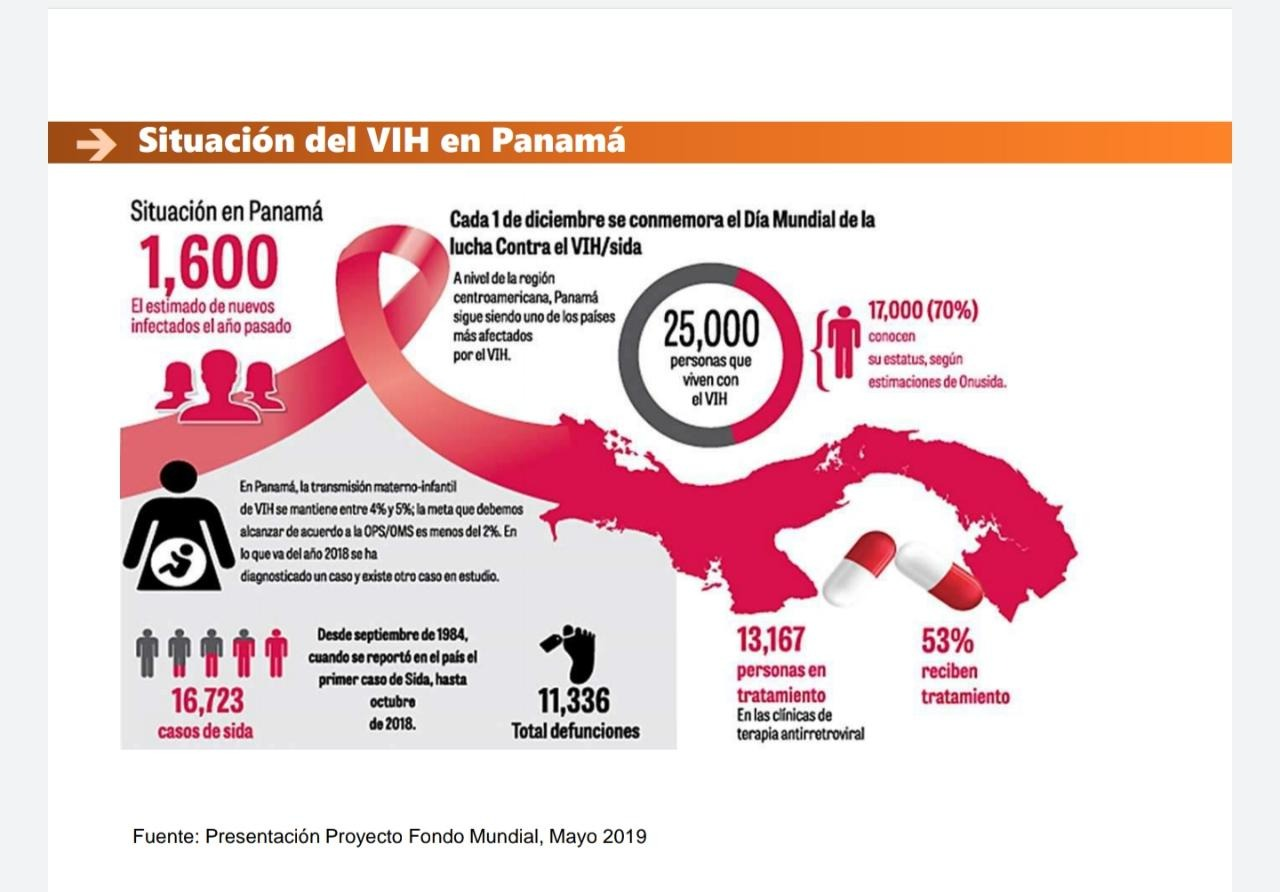 Situación del VIH en Panamá
Situación en Panamá
1,600
El estimado de nuevos
infectados el año pasado
Cada 1 de diciembre se conmemora el Día Mundial de la
lucha Contra el VIH/sida
A nivel de la región
centroamericana, Panamá
sigue siendo uno de los países
más afectados
por el VIH.
25,000
personas que
viven con
el VIH
17,000 (70%)
conocen
su estatus, según
estimaciones de Onusida.
En Panamá, la transmisión materno-infantil
de VIH se mantiene entre 4% y 5%; la meta que debemos
alcanzar de acuerdo a la OPS/OMS es menos del 2%. En
lo que va del año 2018 se ha
diagnosticado un caso y existe otro caso en estudio.
16,723
casos de sida
Desde septiembre de 1984,
cuando se reportó en el país el
primer caso de Sida, hasta
octubre
de 2018.
11,336
Total defunciones
13,167
personas en
tratamiento
En las clínicas de
terapia antirretroviral
53%
reciben
tratamiento
Fuente: Presentación Proyecto Fondo Mundial, Mayo 2019